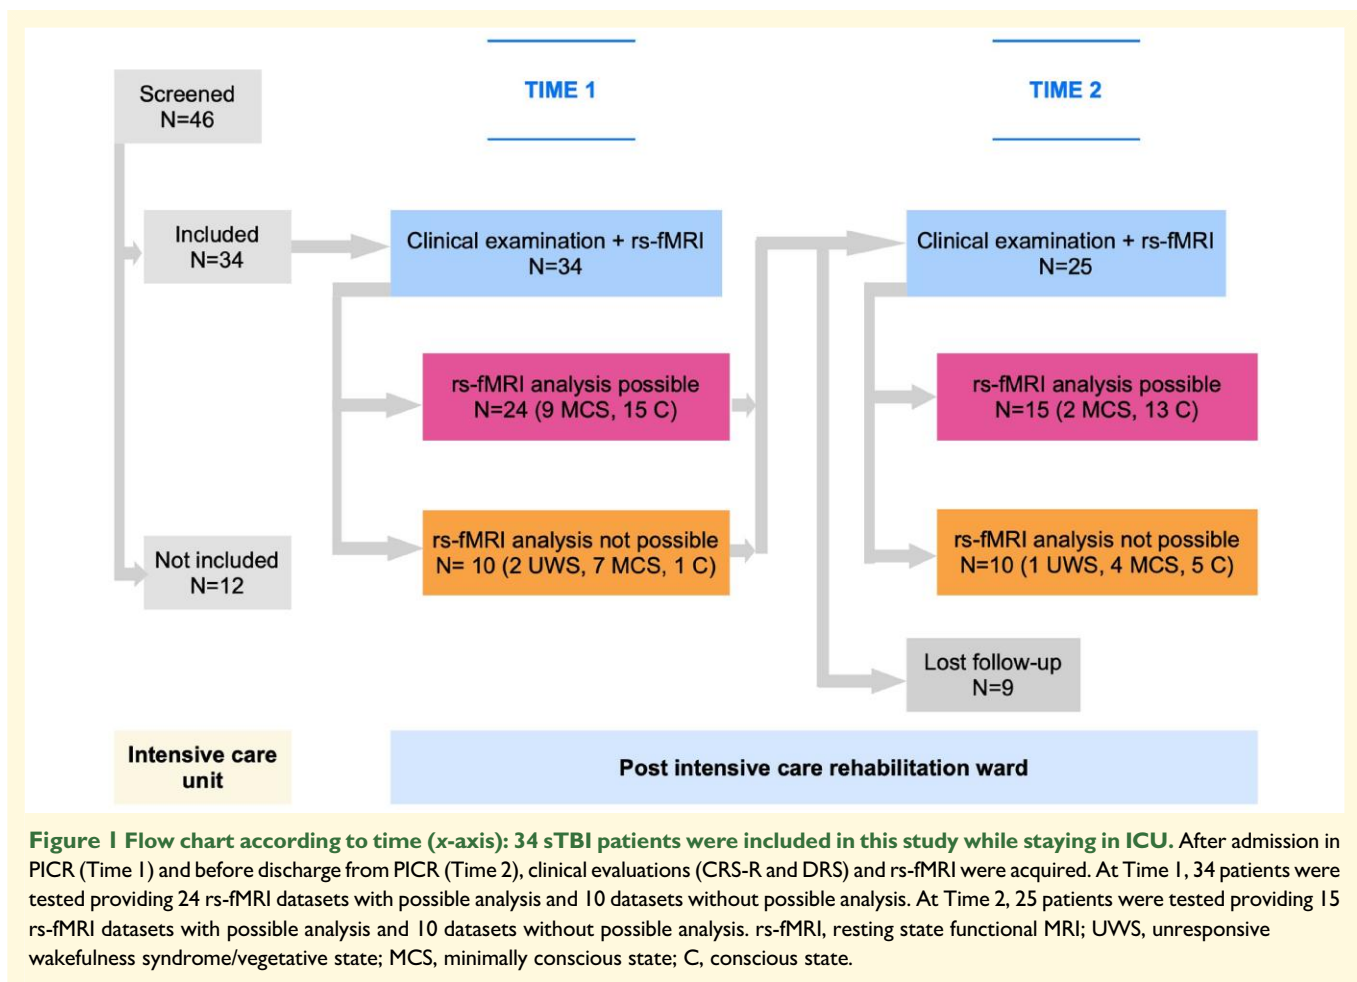 Screened
N=46
TIME 1
TIME 2
Included
N=34
Clinical examination + rs-fMRI
N=34
Clinical examination + rs-fMRI
N=25
rs-fMRI analysis possible
N=24 (9 MCS, 15 C)
rs-fMRI analysis possible
N=15 (2 MCS, 13 C)
Not included
N=12
rs-fMRI analysis not possible
N= 10 (2 UWS, 7 MCS, 1 C)
rs-fMRI analysis not possible
N=10 (1 UWS, 4 MCS, 5 C)
Lost follow-up
N=9
Intensive care
unit
Post intensive care rehabilitation ward
Figure 1 Flow chart according to time (x-axis): 34 sTBI patients were included in this study while staying in ICU. After admission in
PICR (Time 1) and before discharge from PICR (Time 2), clinical evaluations (CRS-R and DRS) and rs-fMRI were acquired. At Time 1, 34 patients were
tested providing 24 rs-fMRI datasets with possible analysis and 10 datasets without possible analysis. At Time 2, 25 patients were tested providing 15
rs-fMRI datasets with possible analysis and 10 datasets without possible analysis. rs-fMRI, resting state functional MRI; UWS, unresponsive
wakefulness syndrome/vegetative state; MCS, minimally conscious state; C, conscious state.